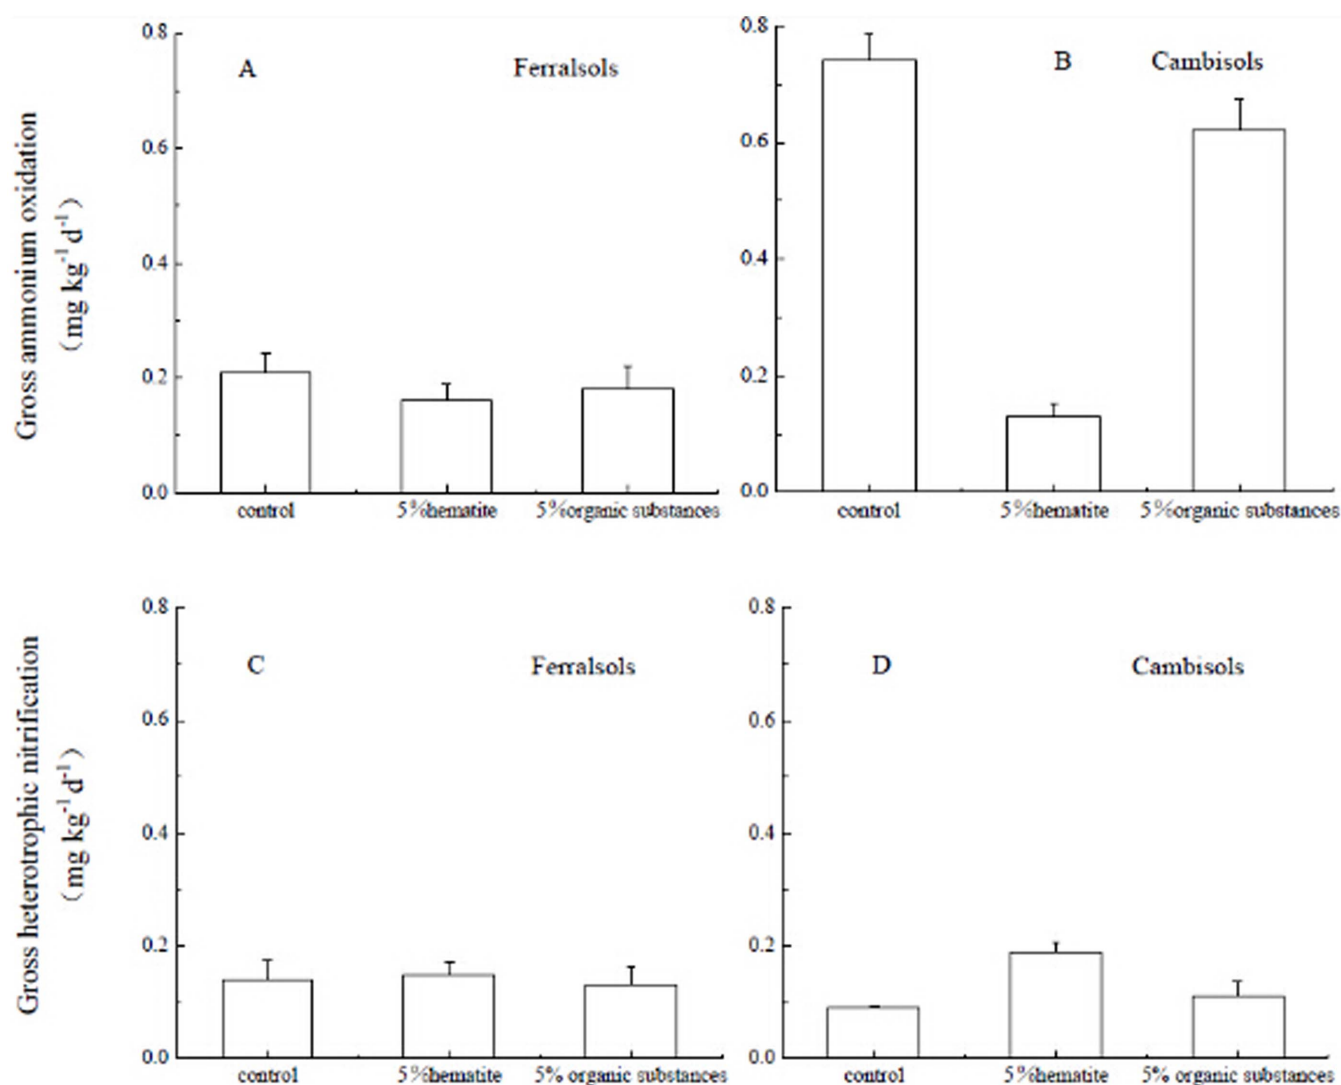 Gross ammonium oxidation
(mg kg⁻¹d⁻¹)
A
Ferralsols
0.8
0.6
0.4
0.2
0.0
control
5%hematite
5%organic substances
B
Cambisols
0.8
0.6
0.4
0.2
0.0
control
5%hematite
5%organic substances
Gross heterotrophic nitrification
(mg kg⁻¹d⁻¹)
C
Ferralsols
0.8
0.6
0.4
0.2
0.0
control
5%hematite
5% organic substances
D
Cambisols
0.8
0.6
0.4
0.2
0.0
control
5%hematite
5% organic substances